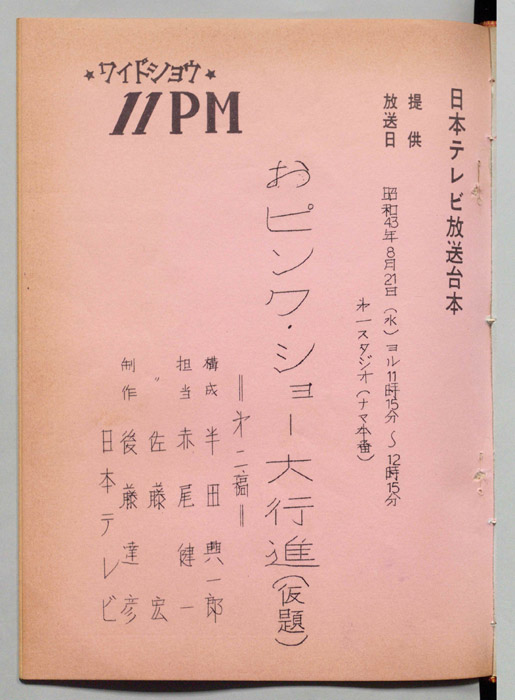 日本テレビ放送台本
提供
放送日 昭和43年8月21日(水)ヨル11時15分~12時15分
オ一スタジオ(ナマ本番)
★ワイドショウ★
11PM
おピンク・ショー大行進(仮題)
=オ二稿=
構成 半田興一郎
担当 赤尾健一
〃 佐藤宏
制作 後藤達彦
日本テレビ